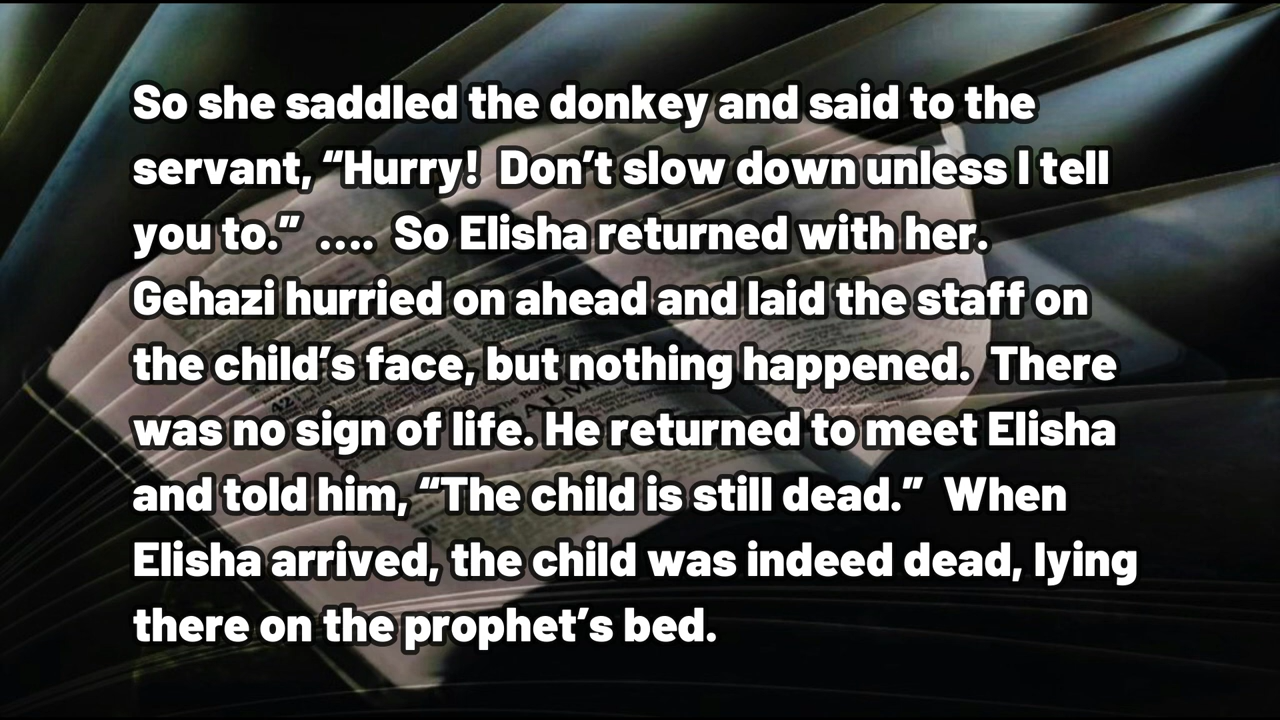 So she saddled the donkey and said to the
servant, “Hurry!  Don’t slow down unless I tell
you to.”  ....  So Elisha returned with her.
Gehazi hurried on ahead and laid the staff on
the child’s face, but nothing happened.  There
was no sign of life. He returned to meet Elisha
and told him, “The child is still dead.”  When
Elisha arrived, the child was indeed dead, lying
there on the prophet’s bed.